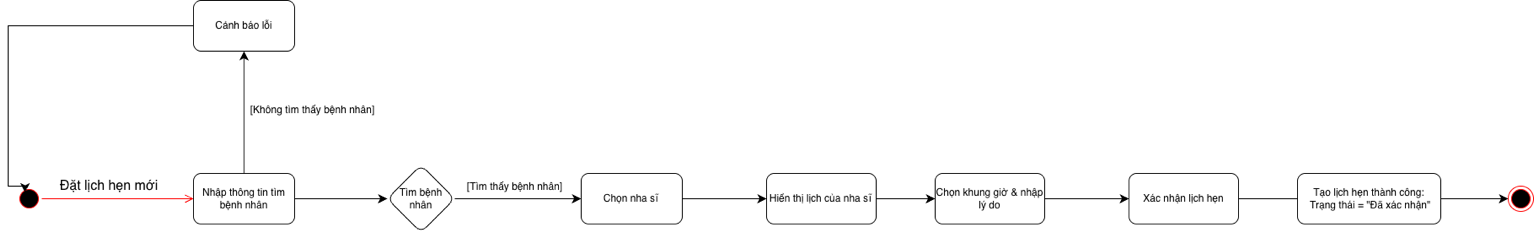 Cảnh báo lỗi
[Không tìm thấy bệnh nhân]
Đặt lịch hẹn mới
Nhập thông tin tìm
bệnh nhân
Tìm bệnh
nhân
[Tìm thấy bệnh nhân]
Chọn nha sĩ
Hiển thị lịch của nha sĩ
Chọn khung giờ & nhập
lý do
Xác nhận lịch hẹn
Tạo lịch hẹn thành công:
Trạng thái = "Đã xác nhận"